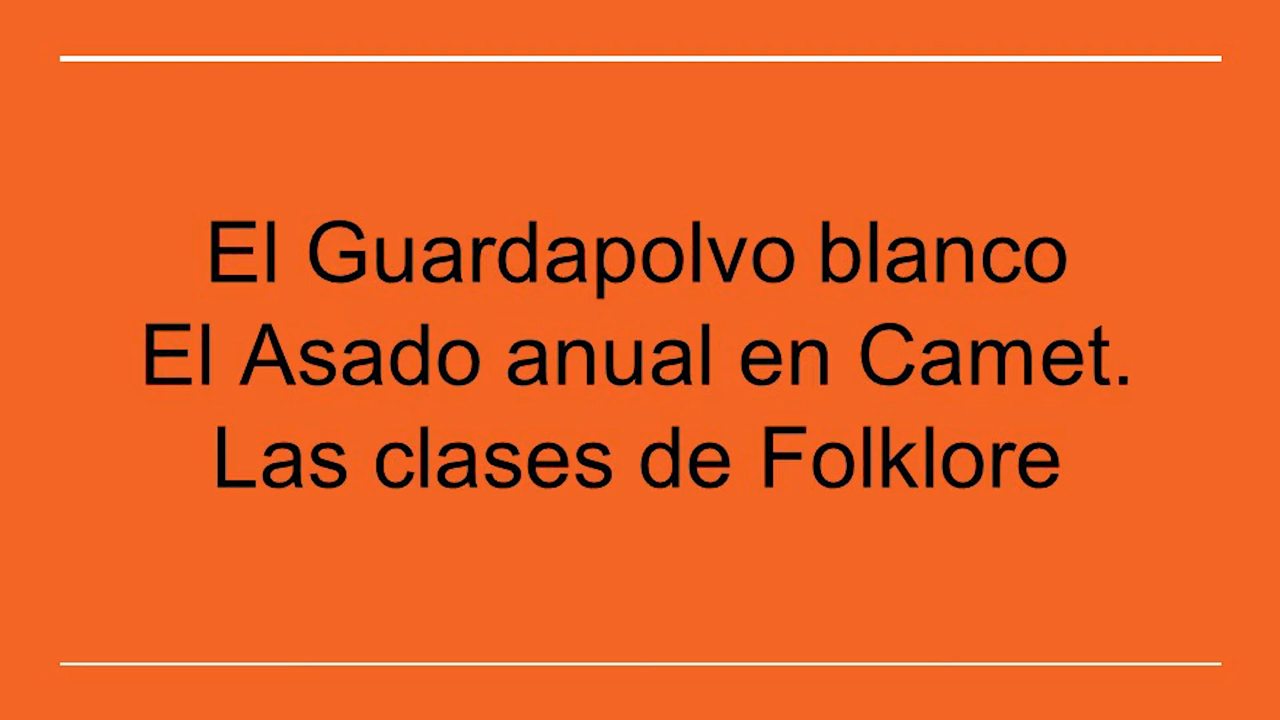 El Guardapolvo blanco
El Asado anual en Camet.
Las clases de Folklore